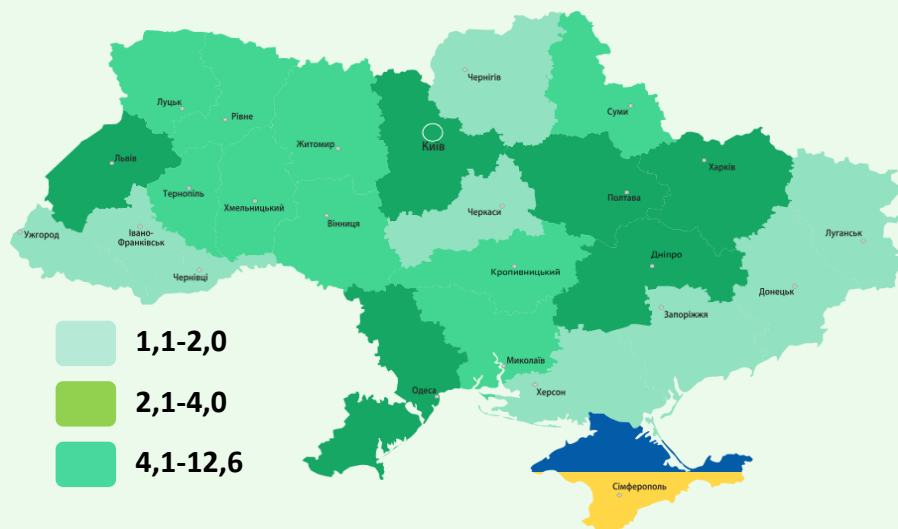 Чернігів
Луцьк
Рівне
Суми
Житомир
Київ
Львів
Харків
Тернопіль
Хмельницький
Полтава
Вінниця
Черкаси
Ужгород
Івано-
Франківськ
Луганськ
Дніпро
Кропивницький
Чернівці
Донецьк
Запоріжжя
1,1-2,0
Миколаїв
Одеса
Херсон
2,1-4,0
4,1-12,6
Сімферополь